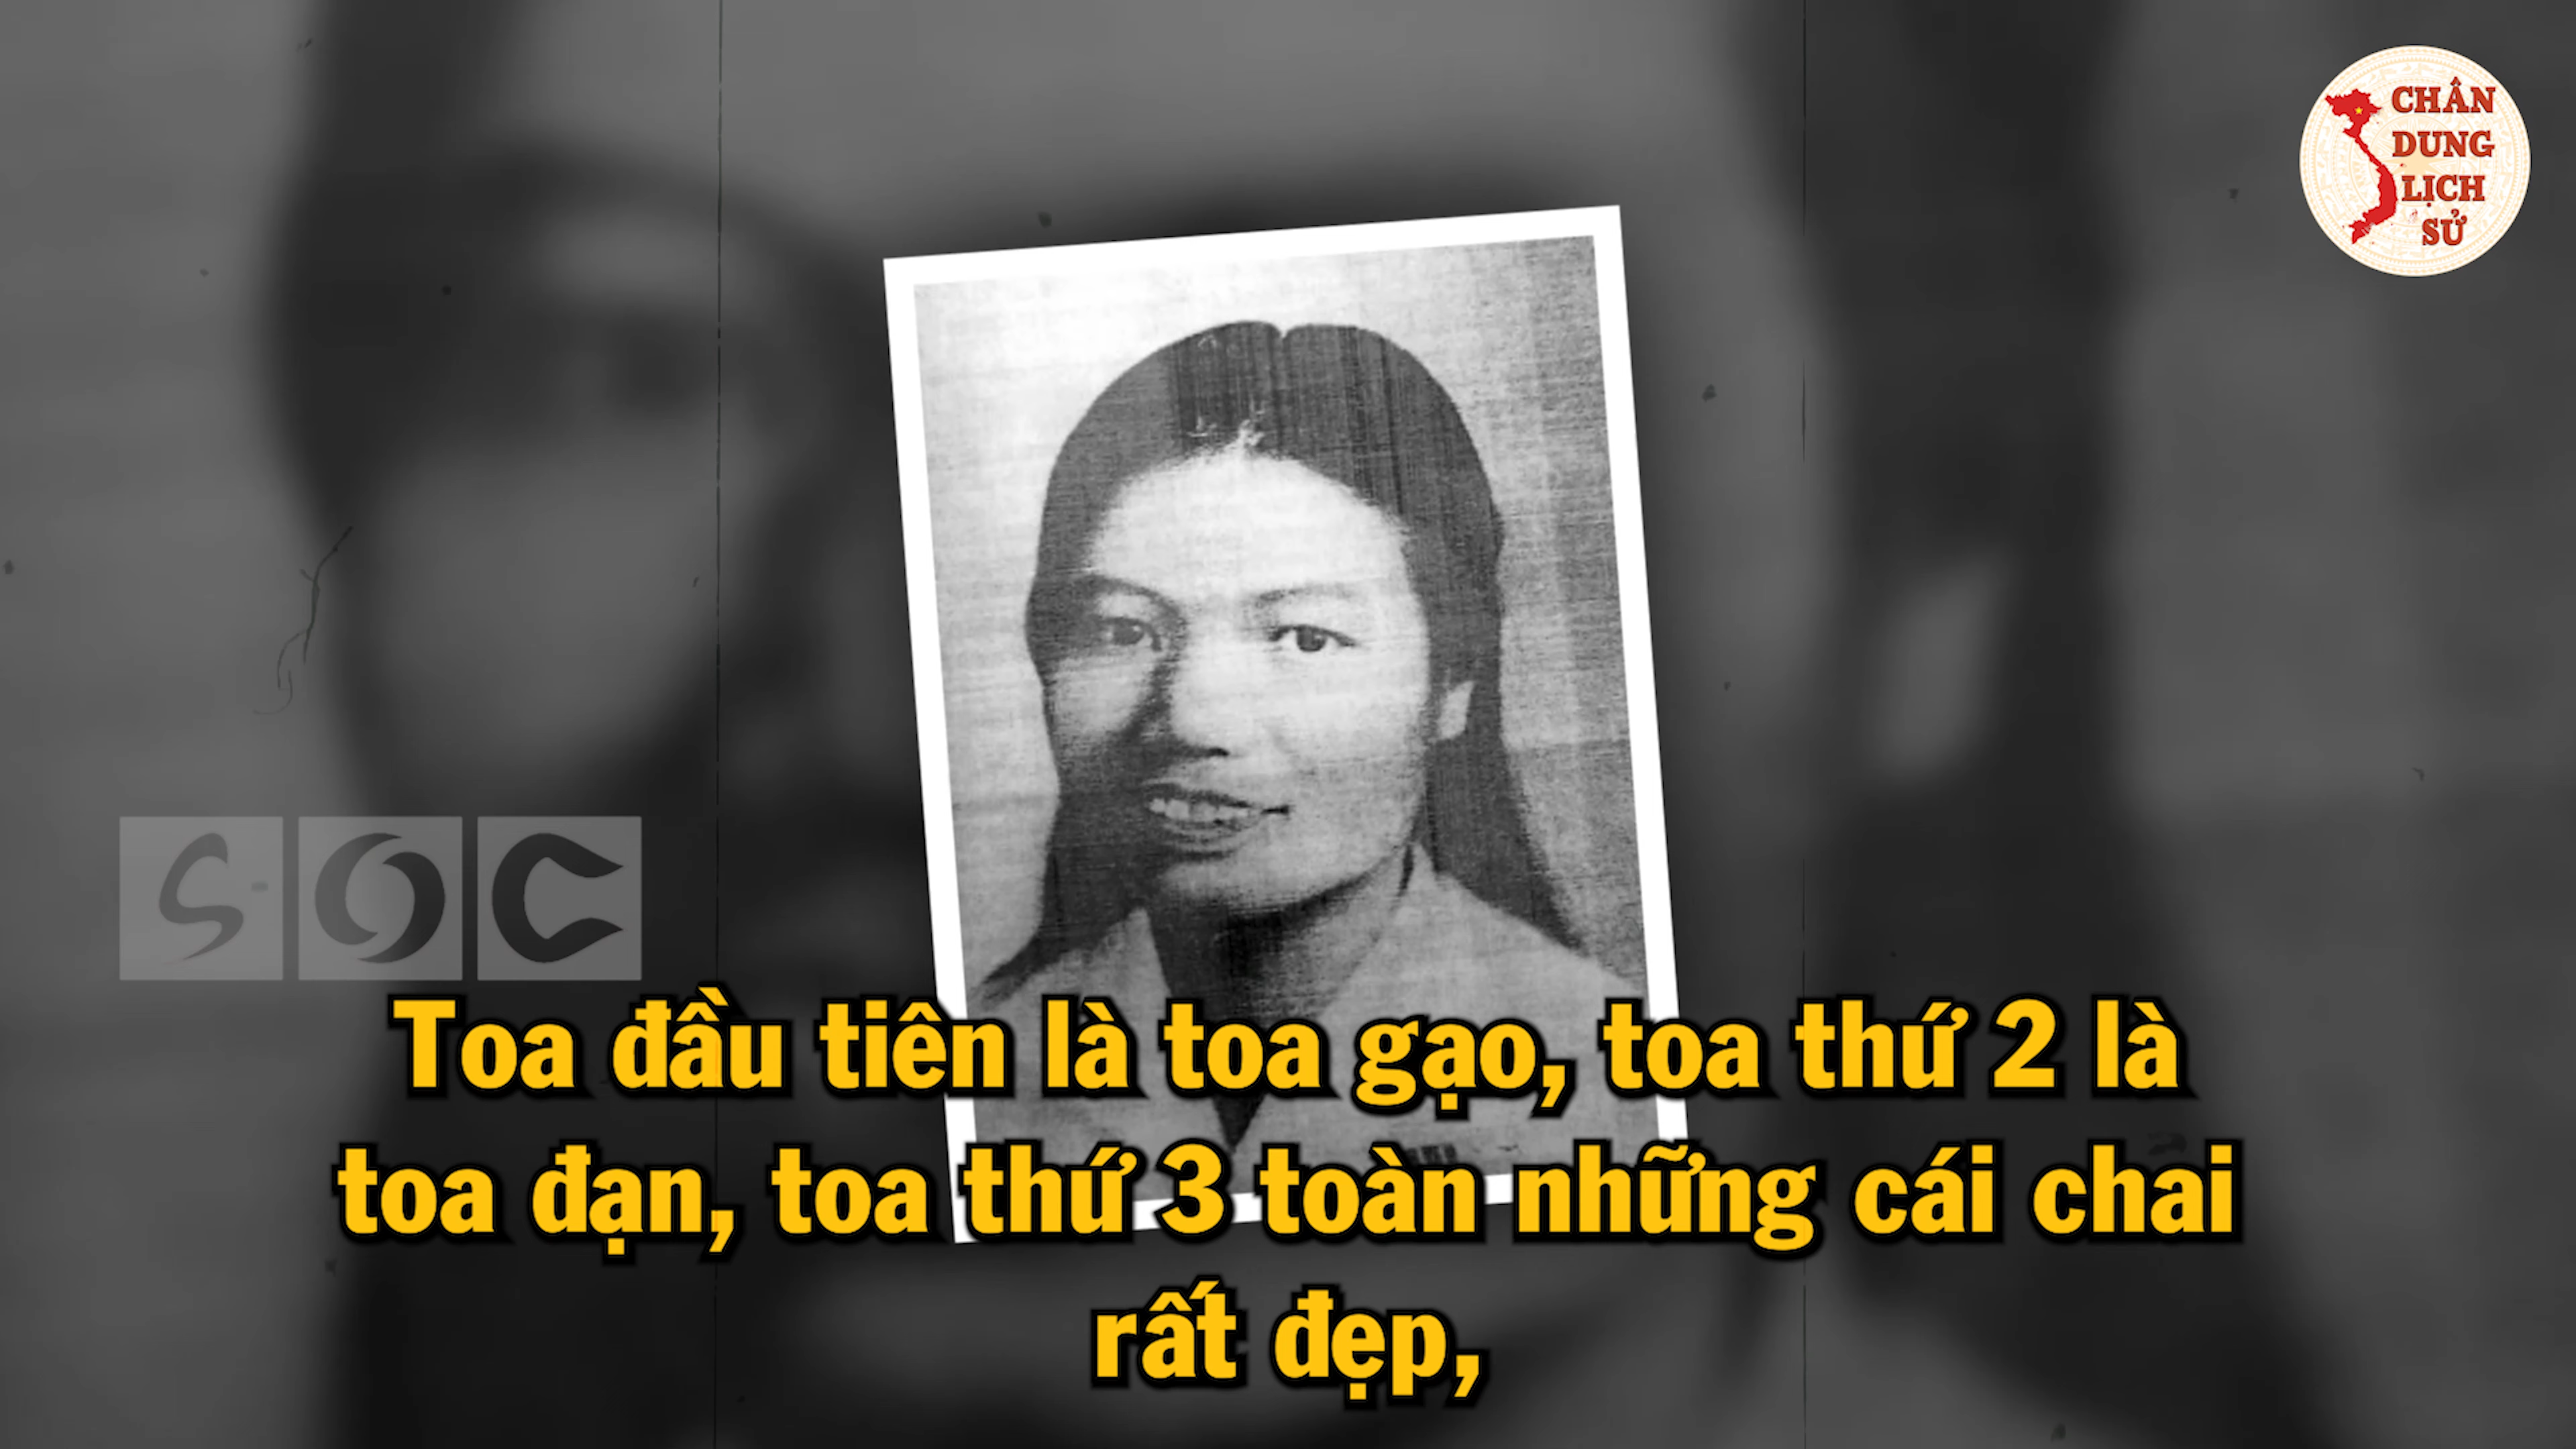 CHÂN
DUNG
LỊCH
SỬ
SOC
Toa đầu tiên là toa gạo, toa thứ 2 là
toa đạn, toa thứ 3 toàn những cái chai
rất đẹp,